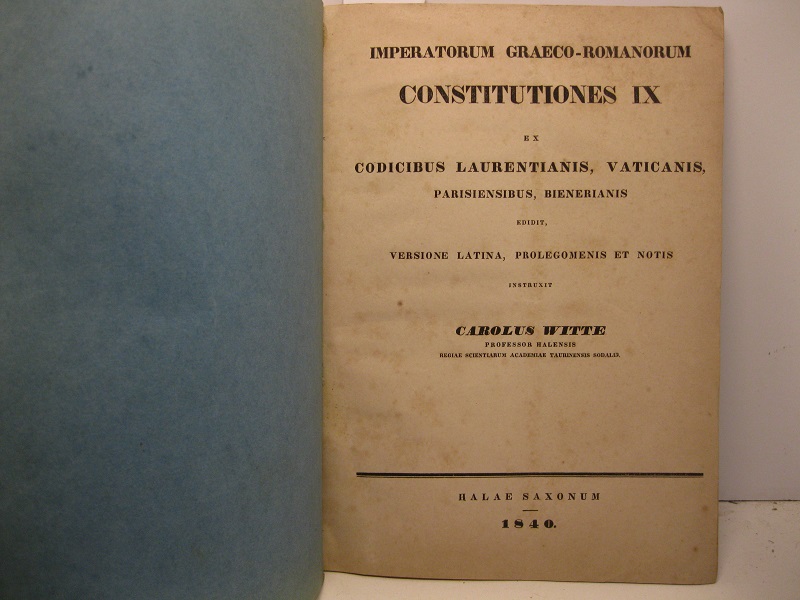 IMPERATORUM GRAECO-ROMANORUM
CONSTITUTIONES IX
EX
CODICIBUS LAURENTIANIS, VATICANIS,
PARISIENSIBUS, BIENERIANIS
EDIDIT,
VERSIONE LATINA, PROLEGOMENIS ET NOTIS
INSTRUXIT
CAROLUS WITTE
PROFESSOR HALENSIS
REGIAE SCIENTIARUM ACADEMIAE TAURINENSIS SODALIS.
HALAE SAXONUM
1840.